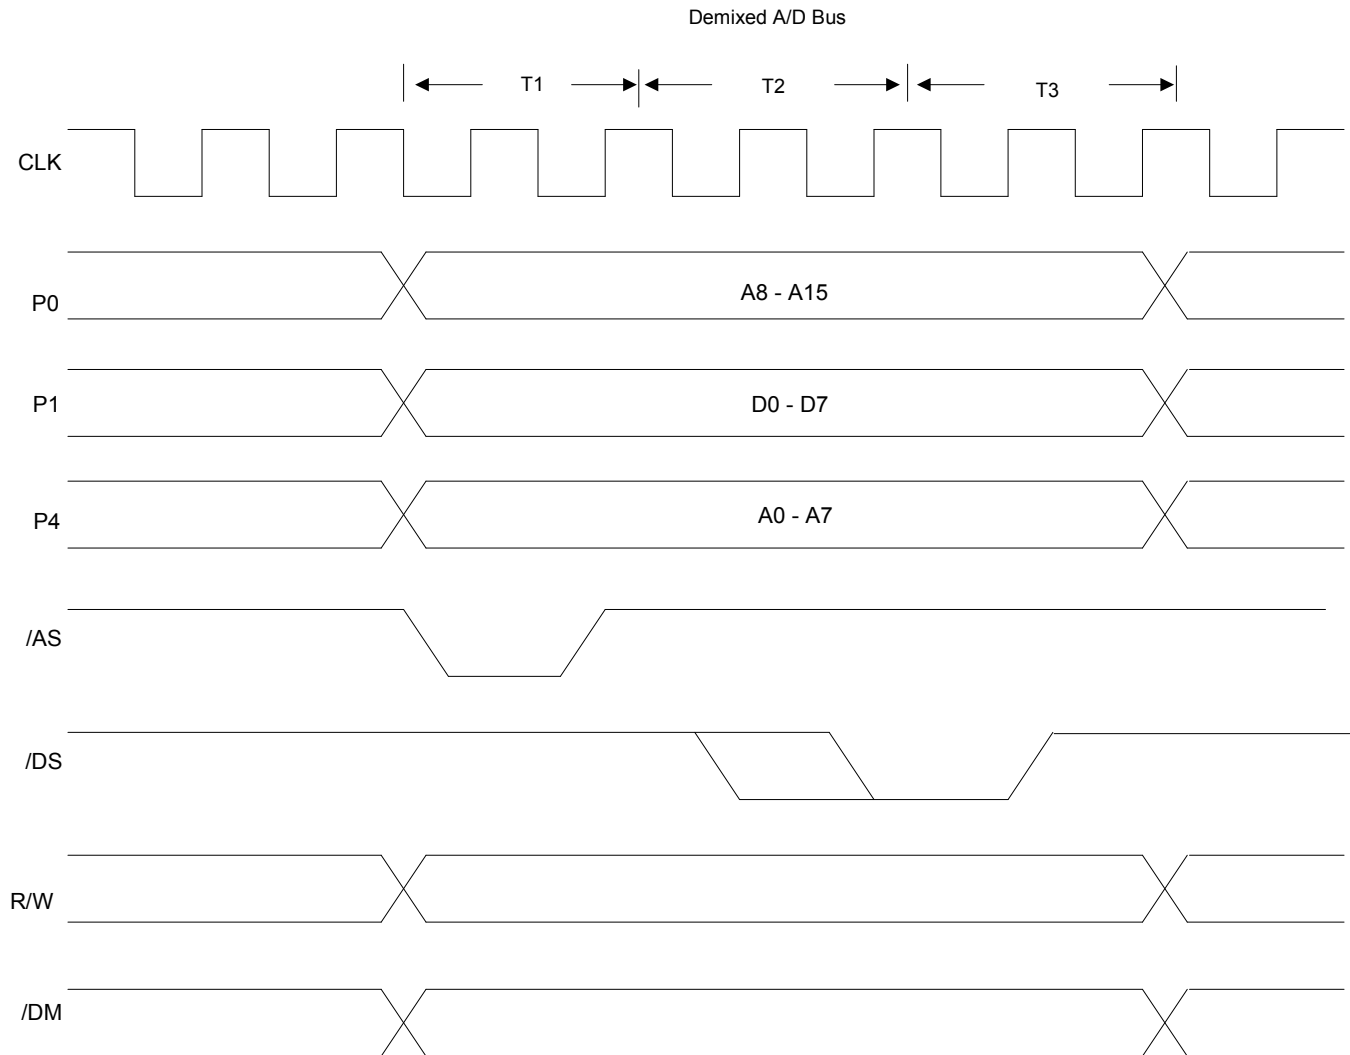 Demixed A/D Bus
T1
T2
T3
CLK
P0
A8 - A15
P1
D0 - D7
P4
A0 - A7
/AS
/DS
R/W
/DM